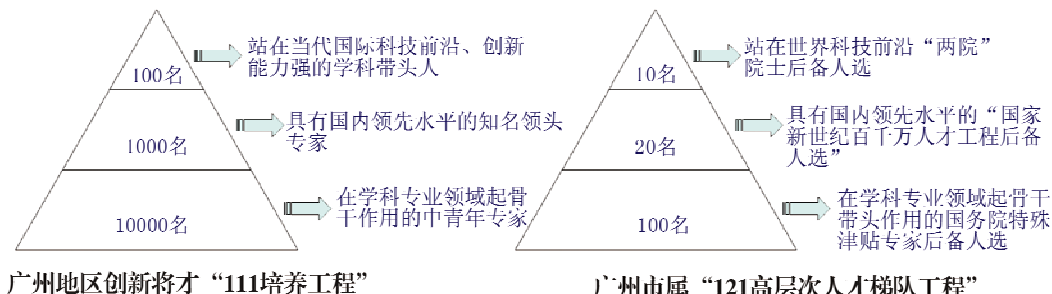 100名
站在当代国际科技前沿、创新
能力强的学科带头人
1000名
具有国内领先水平的知名领头
专家
10000名
在学科专业领域起骨
干作用的中青年专家
广州地区创新将才“111培养工程”
10名
站在世界科技前沿“两院”
院士后备人选
20名
具有国内领先水平的“国家
新世纪百千万人才工程后备
人选”
100名
在学科专业领域起骨干
带头作用的国务院特殊
津贴专家后备人选
广州市属“121高层次人才梯队工程”